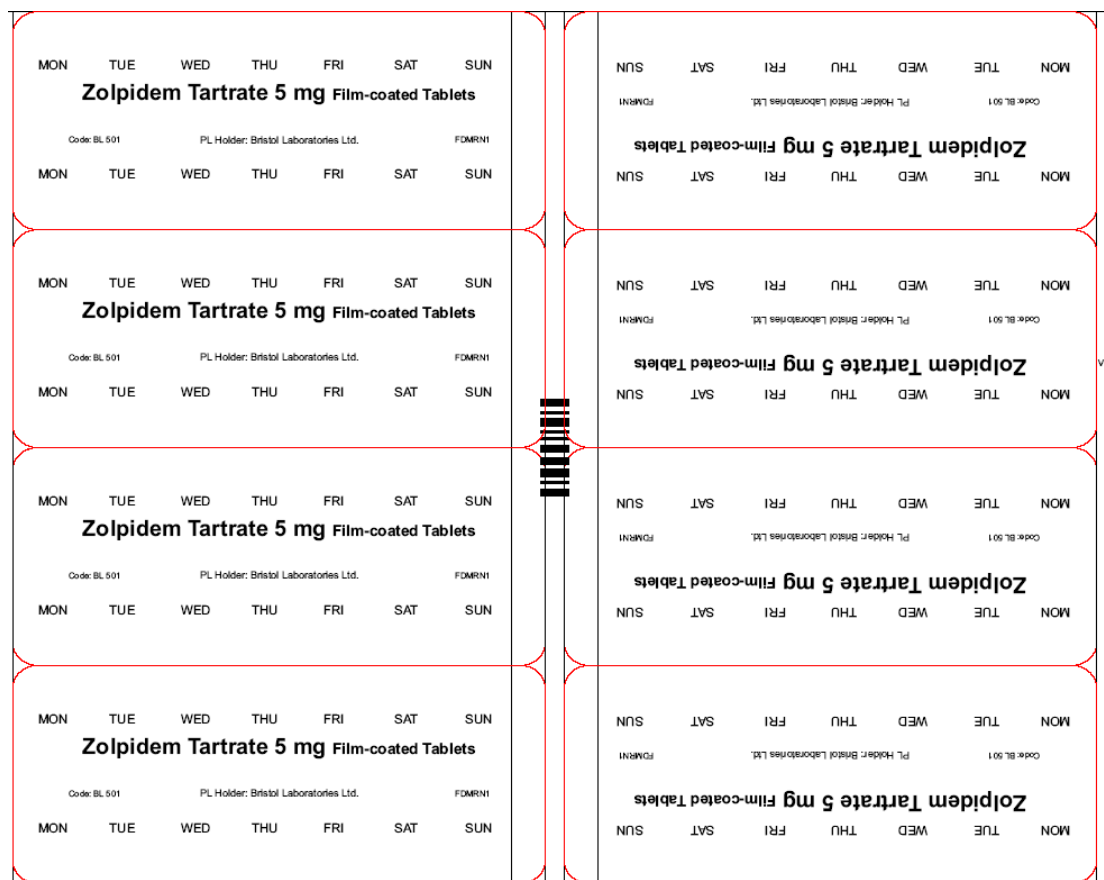 MON TUE WED THU FRI SAT SUN
Zolpidem Tartrate 5 mg Film-coated Tablets
Code: BL 501 PL Holder: Bristol Laboratories Ltd. FDMRN1
MON TUE WED THU FRI SAT SUN
MON TUE WED THU FRI SAT SUN
Zolpidem Tartrate 5 mg Film-coated Tablets
Code: BL 501 PL Holder: Bristol Laboratories Ltd. FDMRN1
MON TUE WED THU FRI SAT SUN
MON TUE WED THU FRI SAT SUN
Zolpidem Tartrate 5 mg Film-coated Tablets
Code: BL 501 PL Holder: Bristol Laboratories Ltd. FDMRN1
MON TUE WED THU FRI SAT SUN
MON TUE WED THU FRI SAT SUN
Zolpidem Tartrate 5 mg Film-coated Tablets
Code: BL 501 PL Holder: Bristol Laboratories Ltd. FDMRN1
MON TUE WED THU FRI SAT SUN
MON TUE WED THU FRI SAT SUN
Zolpidem Tartrate 5 mg Film-coated Tablets
Code: BL 501 PL Holder: Bristol Laboratories Ltd. FDMRN1
MON TUE WED THU FRI SAT SUN
MON TUE WED THU FRI SAT SUN
Zolpidem Tartrate 5 mg Film-coated Tablets
Code: BL 501 PL Holder: Bristol Laboratories Ltd. FDMRN1
MON TUE WED THU FRI SAT SUN
MON TUE WED THU FRI SAT SUN
Zolpidem Tartrate 5 mg Film-coated Tablets
Code: BL 501 PL Holder: Bristol Laboratories Ltd. FDMRN1
MON TUE WED THU FRI SAT SUN
MON TUE WED THU FRI SAT SUN
Zolpidem Tartrate 5 mg Film-coated Tablets
Code: BL 501 PL Holder: Bristol Laboratories Ltd. FDMRN1
MON TUE WED THU FRI SAT SUN